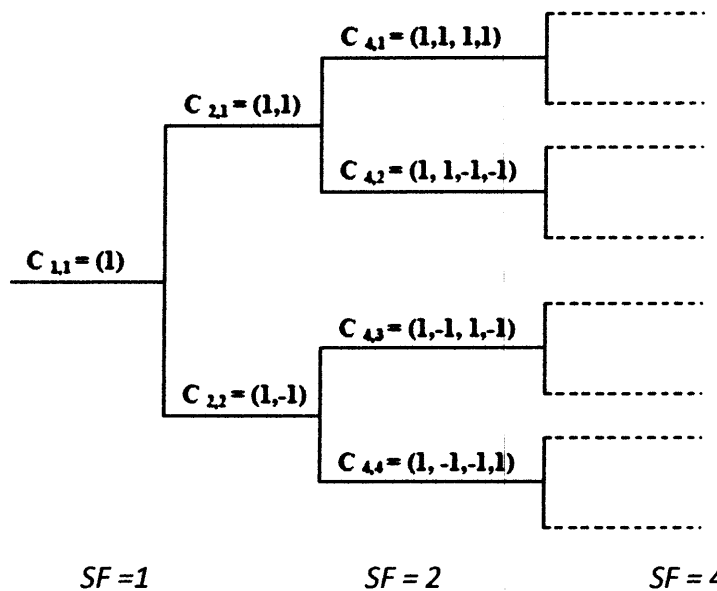 C 4,1 = (1,1, 1,1)
C 2,1 = (1,1)
C 4,2 = (1, 1,-1,-1)
C 1,1 = (1)
C 4,3 = (1,-1, 1,-1)
C 2,2 = (1,-1)
C 4,4 = (1, -1,-1,1)
SF =1 SF = 2 SF = 4